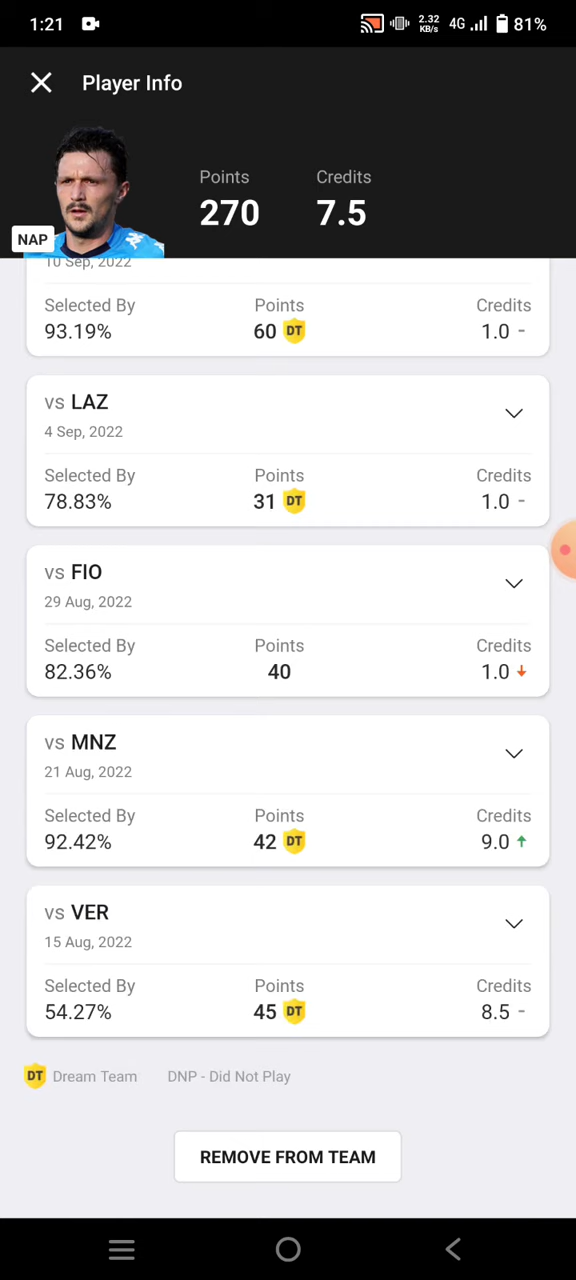 1:21 2.32 KB/s 4G 81%
Player Info
Points Credits
270 7.5
NAP
10 Sep, 2022
Selected By Points Credits
93.19% 60 DT 1.0 -
vs LAZ
4 Sep, 2022
Selected By Points Credits
78.83% 31 DT 1.0 -
vs FIO
29 Aug, 2022
Selected By Points Credits
82.36% 40 1.0
vs MNZ
21 Aug, 2022
Selected By Points Credits
92.42% 42 DT 9.0
vs VER
15 Aug, 2022
Selected By Points Credits
54.27% 45 DT 8.5 -
DT Dream Team DNP - Did Not Play
REMOVE FROM TEAM